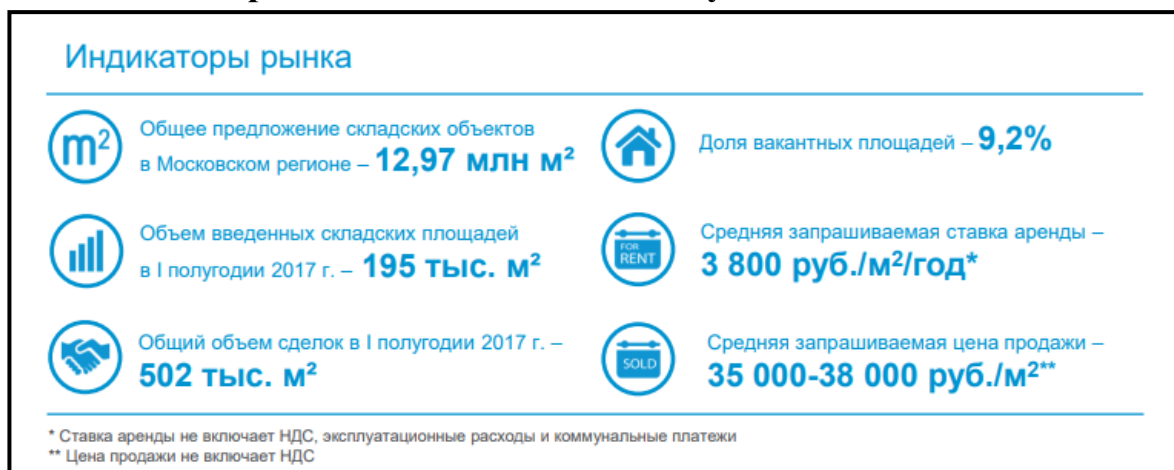 Индикаторы рынка
m²
Общее предложение складских объектов
в Московском регионе – 12,97 млн м²
Доля вакантных площадей – 9,2%
Объем введенных складских площадей
в I полугодии 2017 г. – 195 тыс. м²
FOR
RENT
Средняя запрашиваемая ставка аренды –
3 800 руб./м²/год*
Общий объем сделок в I полугодии 2017 г. –
502 тыс. м²
SOLD
Средняя запрашиваемая цена продажи –
35 000-38 000 руб./м²**
* Ставка аренды не включает НДС, эксплуатационные расходы и коммунальные платежи
** Цена продажи не включает НДС